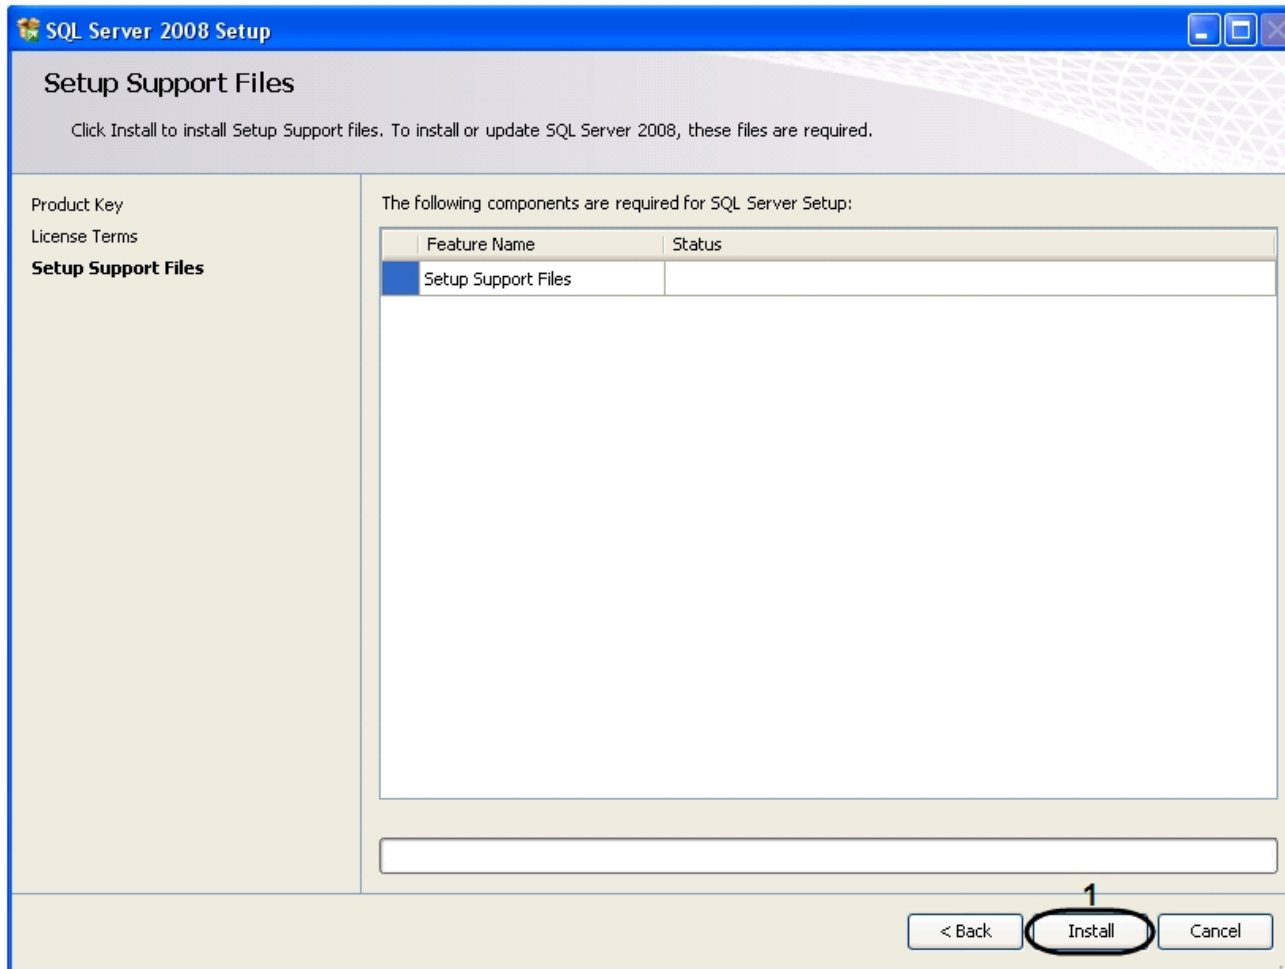 SQL Server 2008 Setup
Setup Support Files
Click Install to install Setup Support files. To install or update SQL Server 2008, these files are required.
Product Key
License Terms
Setup Support Files
The following components are required for SQL Server Setup:
Feature Name Status
Setup Support Files
1
< Back Install Cancel